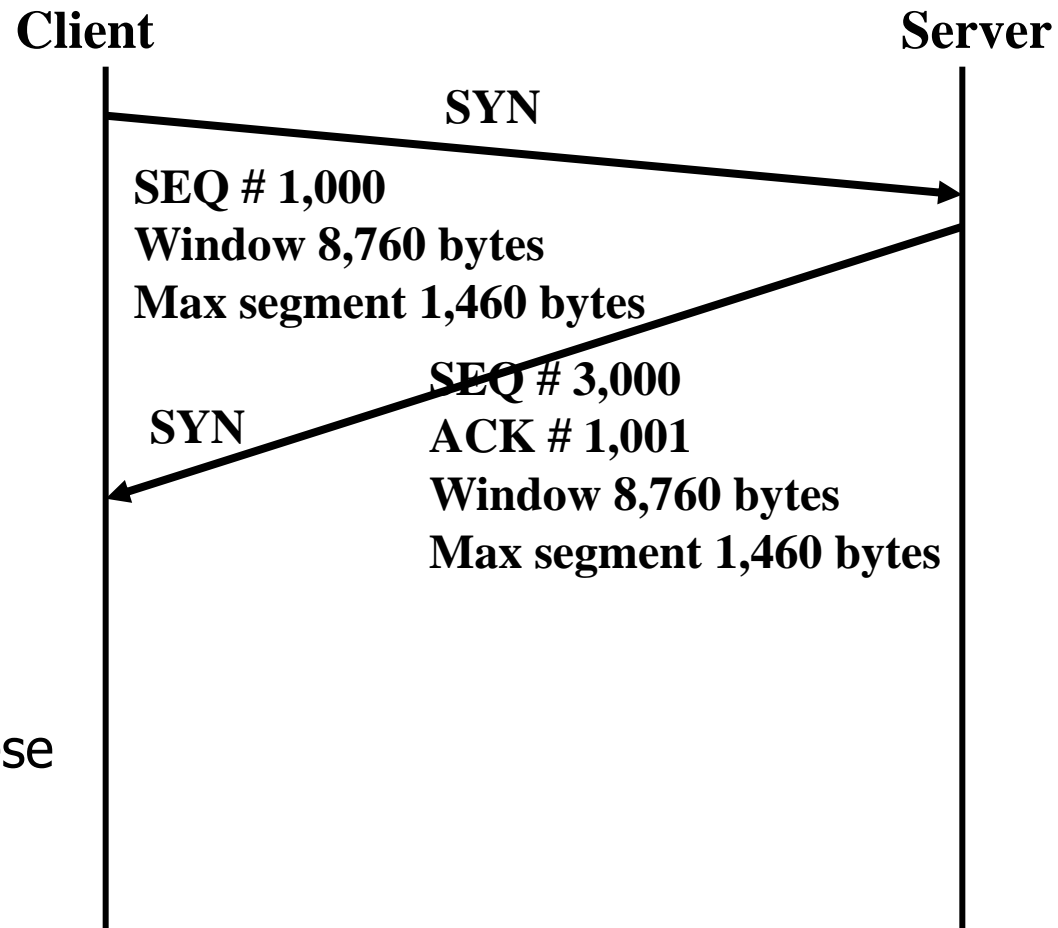 Client
Server
SYN
SEQ # 1,000
Window 8,760 bytes
Max segment 1,460 bytes
SEQ # 3,000
SYN
ACK # 1,001
Window 8,760 bytes
Max segment 1,460 bytes
se